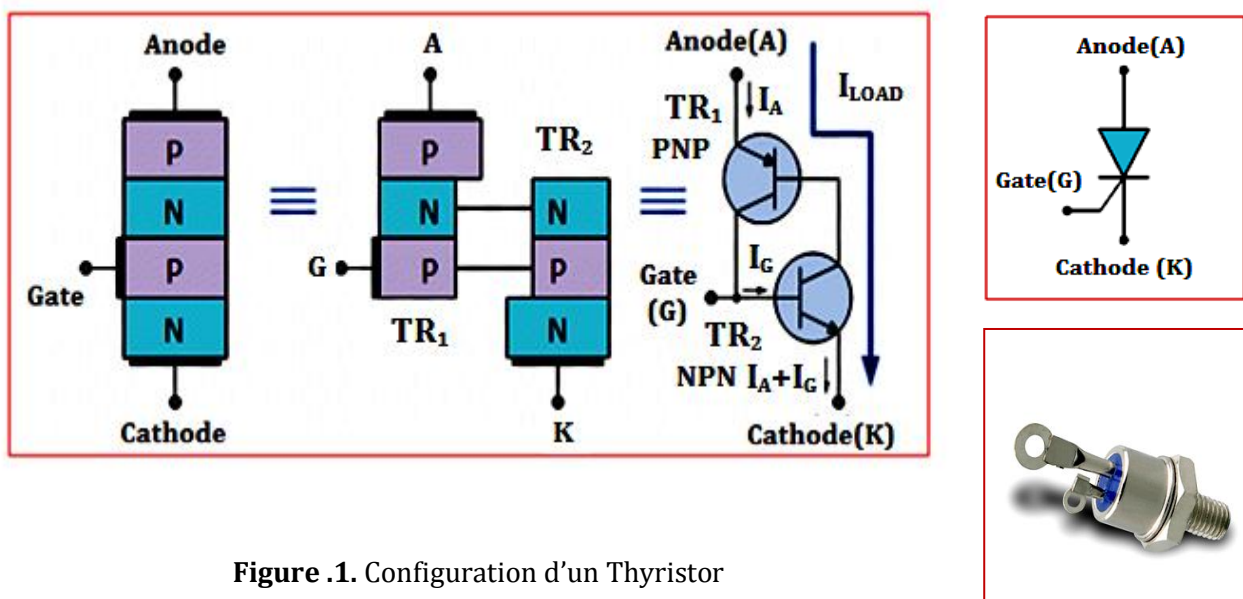 Anode
P
N
P
N
Gate
Cathode
A
P
N
P
G
TR1
TR2
N
P
N
K
Anode(A)
TR1
IA
PNP
ILOAD
IG
Gate
(G)
TR2
NPN IA+IG
Cathode(K)
Anode(A)
Gate(G)
Cathode (K)
Figure .1. Configuration d’un Thyristor